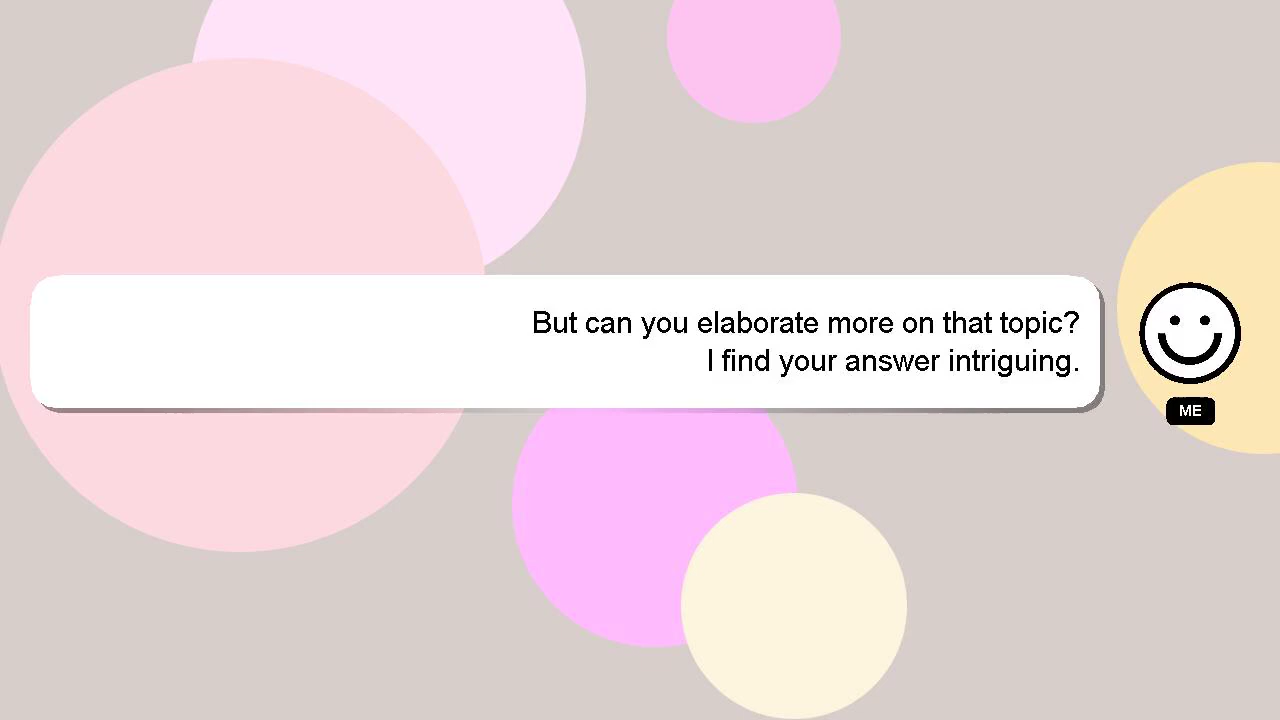 But can you elaborate more on that topic?
I find your answer intriguing.
ME